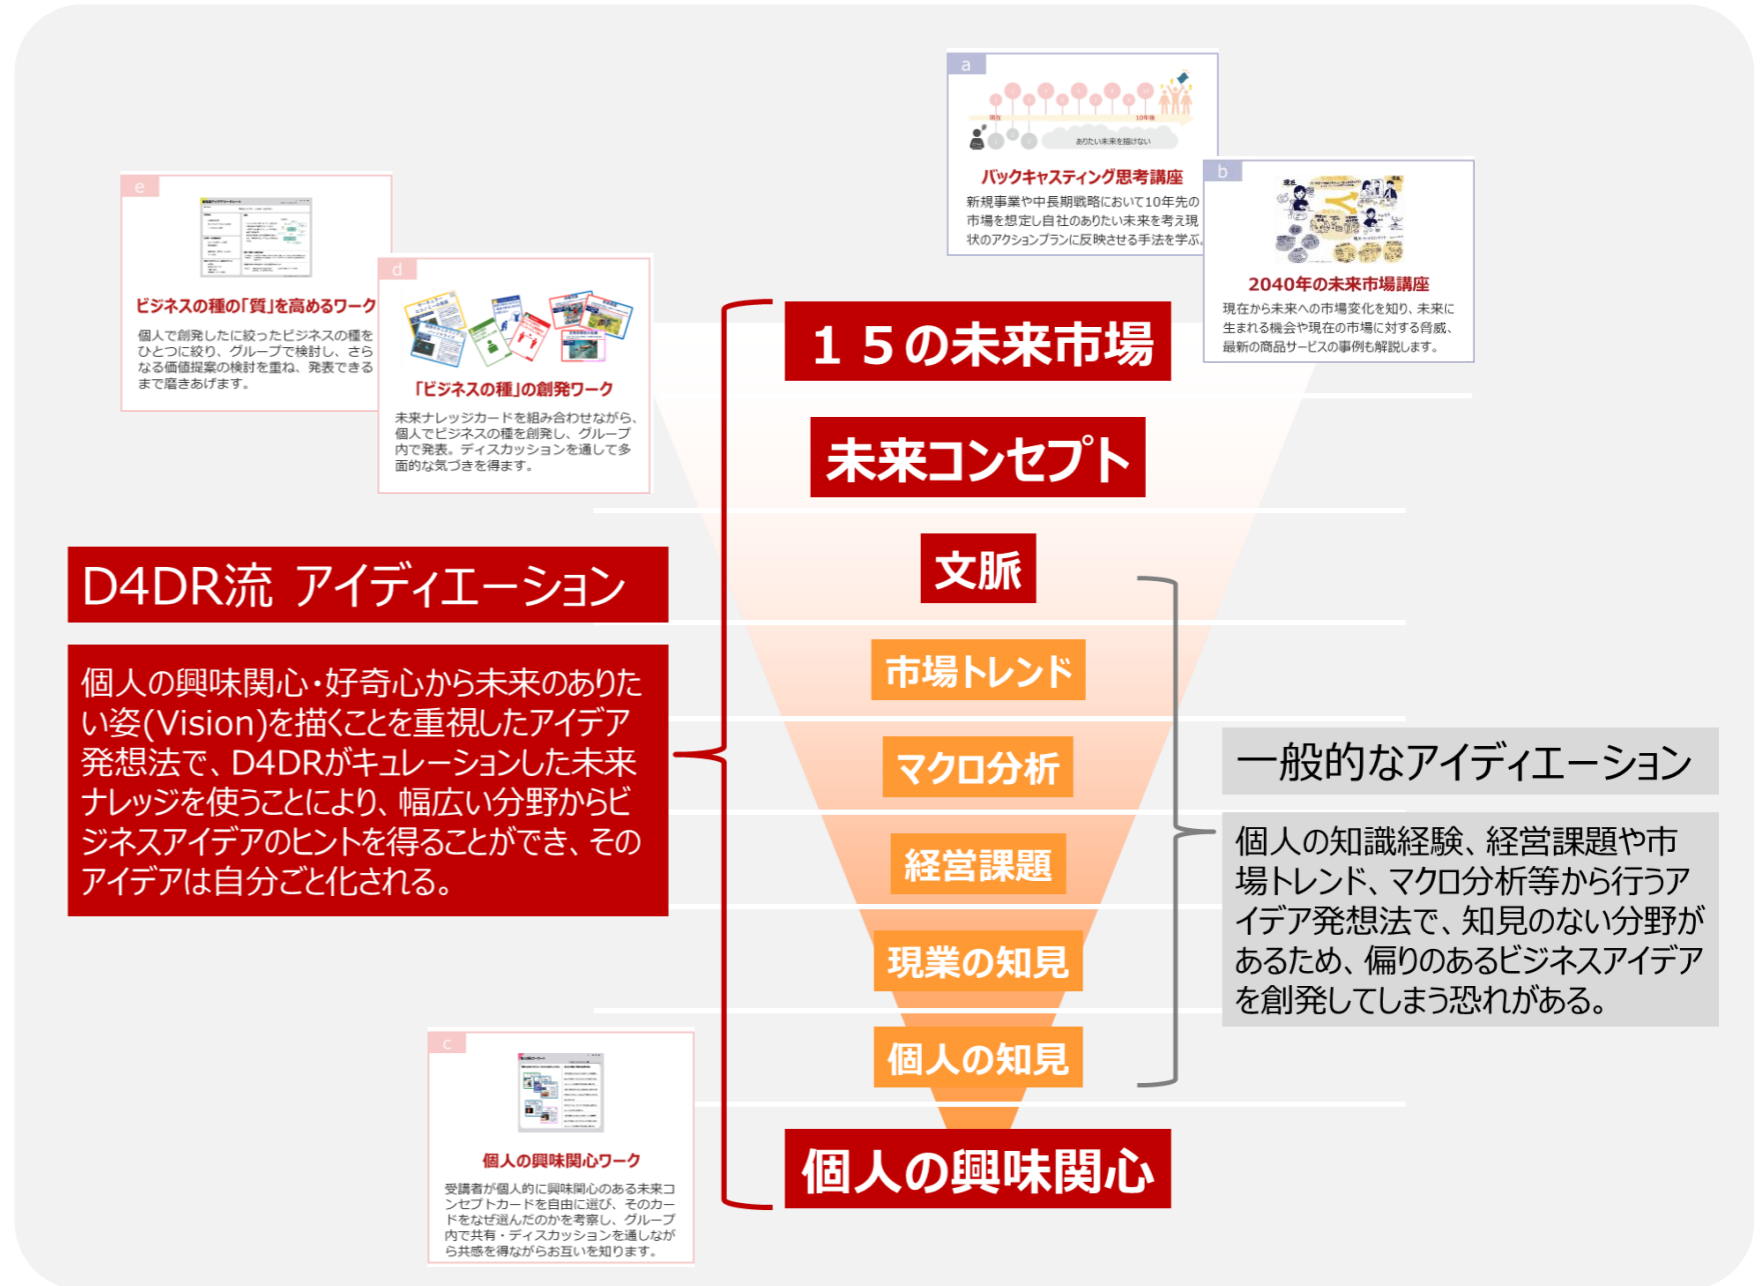 a
現在
10年後
ありたい未来を描けない
バックキャスティング思考講座
新規事業や中長期戦略において10年先の
市場を想定し自社のありたい未来を考え現
状のアクションプランに反映させる手法を学ぶ。
b
2040年の未来市場講座
現在から未来への市場変化を知り、未来に
生まれる機会や現在の市場に対する脅威、
最新の商品サービスの事例も解説します。
e
ビジネスの種の「質」を高めるワーク
個人で創発したに絞ったビジネスの種を
ひとつに絞り、グループで検討し、さら
なる価値提案の検討を重ね、発表できる
まで磨きあげます。
d
「ビジネスの種」の創発ワーク
未来ナレッジカードを組み合わせながら、
個人でビジネスの種を創発し、グループ
内で発表。ディスカッションを通して多
面的な気づきを得ます。
１５の未来市場
未来コンセプト
文脈
市場トレンド
マクロ分析
経営課題
現業の知見
個人の知見
個人の興味関心
D4DR流 アイディエーション
個人の興味関心・好奇心から未来のありた
い姿(Vision)を描くことを重視したアイデア
発想法で、D4DRがキュレーションした未来
ナレッジを使うことにより、幅広い分野からビ
ジネスアイデアのヒントを得ることができ、その
アイデアは自分ごと化される。
一般的なアイディエーション
個人の知識経験、経営課題や市
場トレンド、マクロ分析等から行うア
イデア発想法で、知見のない分野が
あるため、偏りのあるビジネスアイデア
を創発してしまう恐れがある。
c
個人の興味関心ワーク
受講者が個人的に興味関心のある未来コ
ンセプトカードを自由に選び、そのカー
ドをなぜ選んだのかを考察し、グループ
内で共有・ディスカッションを通しなが
ら共感を得ながらお互いを知ります。